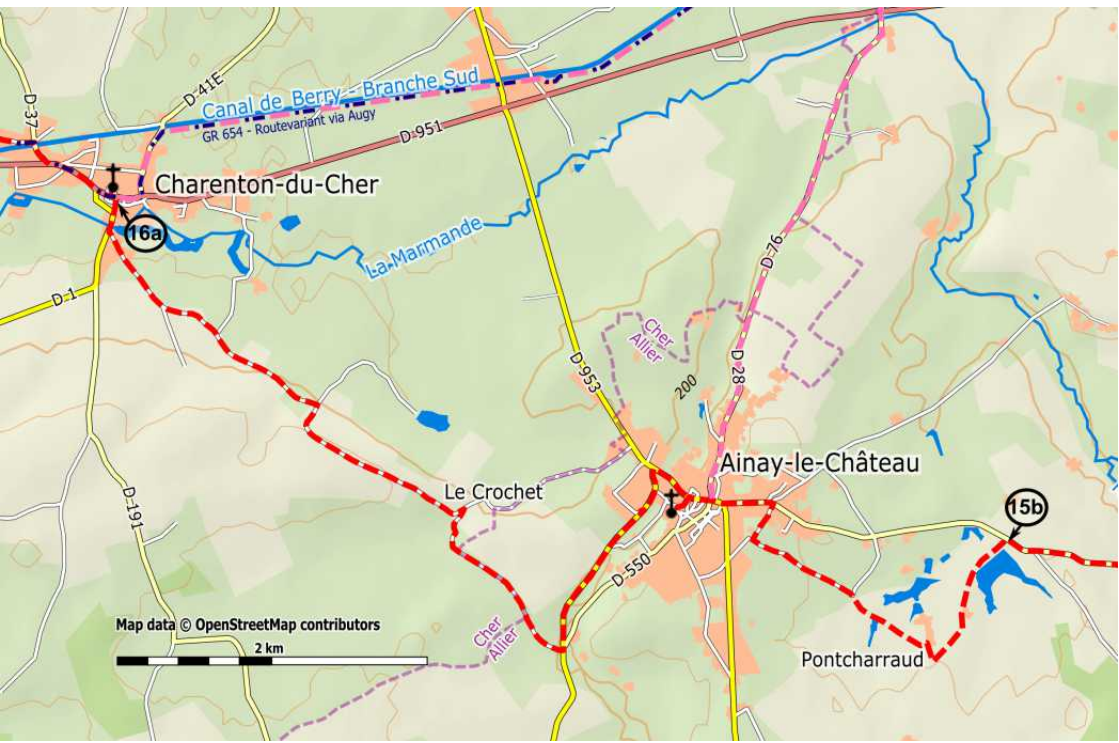 D-37
D-41E
Canal de Berry - Branche Sud
GR 654 - Routevariant via Augy
D-951
Charenton-du-Cher
16a
La Marmande
D-76
D-1
Cher
Allier
D-953
200
D 28
Ainay-le-Château
Le Crochet
D-191
15b
D-550
Map data © OpenStreetMap contributors
2 km
Cher
Allier
Pontcharraud